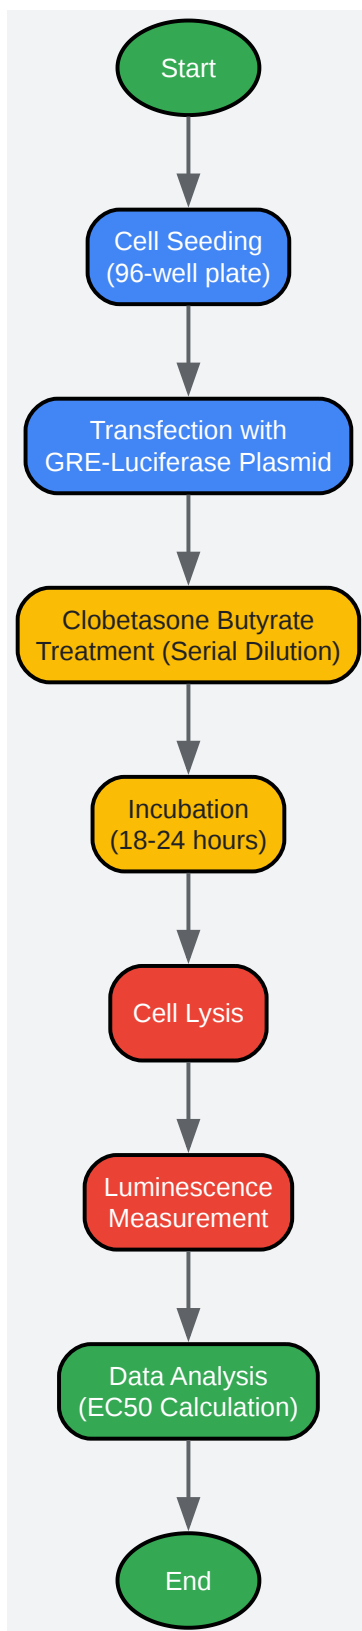 Start
Cell Seeding
(96-well plate)
Transfection with
GRE-Luciferase Plasmid
Clobetasone Butyrate
Treatment (Serial Dilution)
Incubation
(18-24 hours)
Cell Lysis
Luminescence
Measurement
Data Analysis
(EC50 Calculation)
End